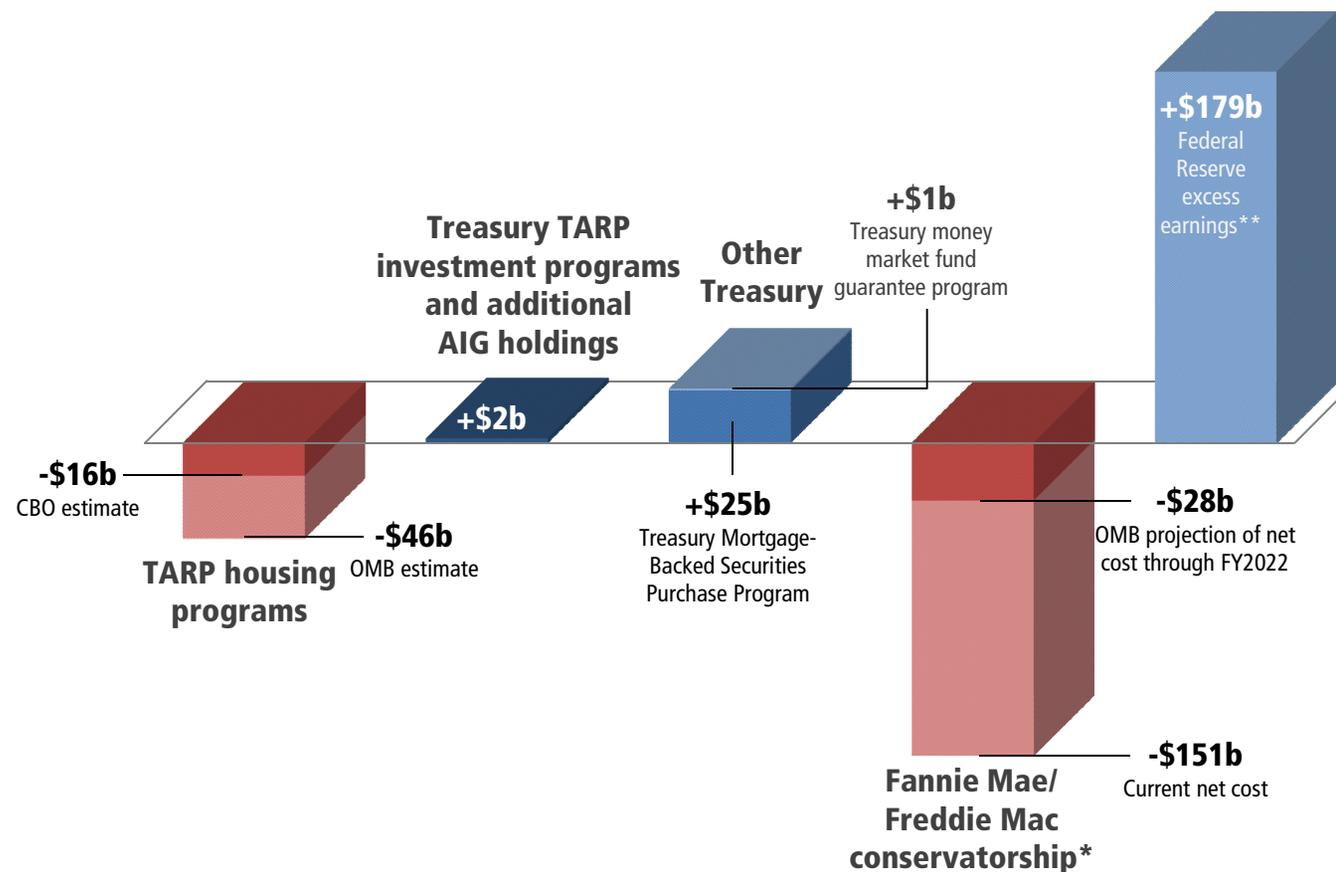 +$179b
Federal
Reserve
excess
earnings**
+$1b
Treasury money
market fund
guarantee program
Treasury TARP
investment programs
and additional
AIG holdings
Other
Treasury
+$2b
-$16b
CBO estimate
-$46b
OMB estimate
TARP housing
programs
+$25b
Treasury Mortgage-
Backed Securities
Purchase Program
-$28b
OMB projection of net
cost through FY2022
-$151b
Current net cost
Fannie Mae/
Freddie Mac
conservatorship*